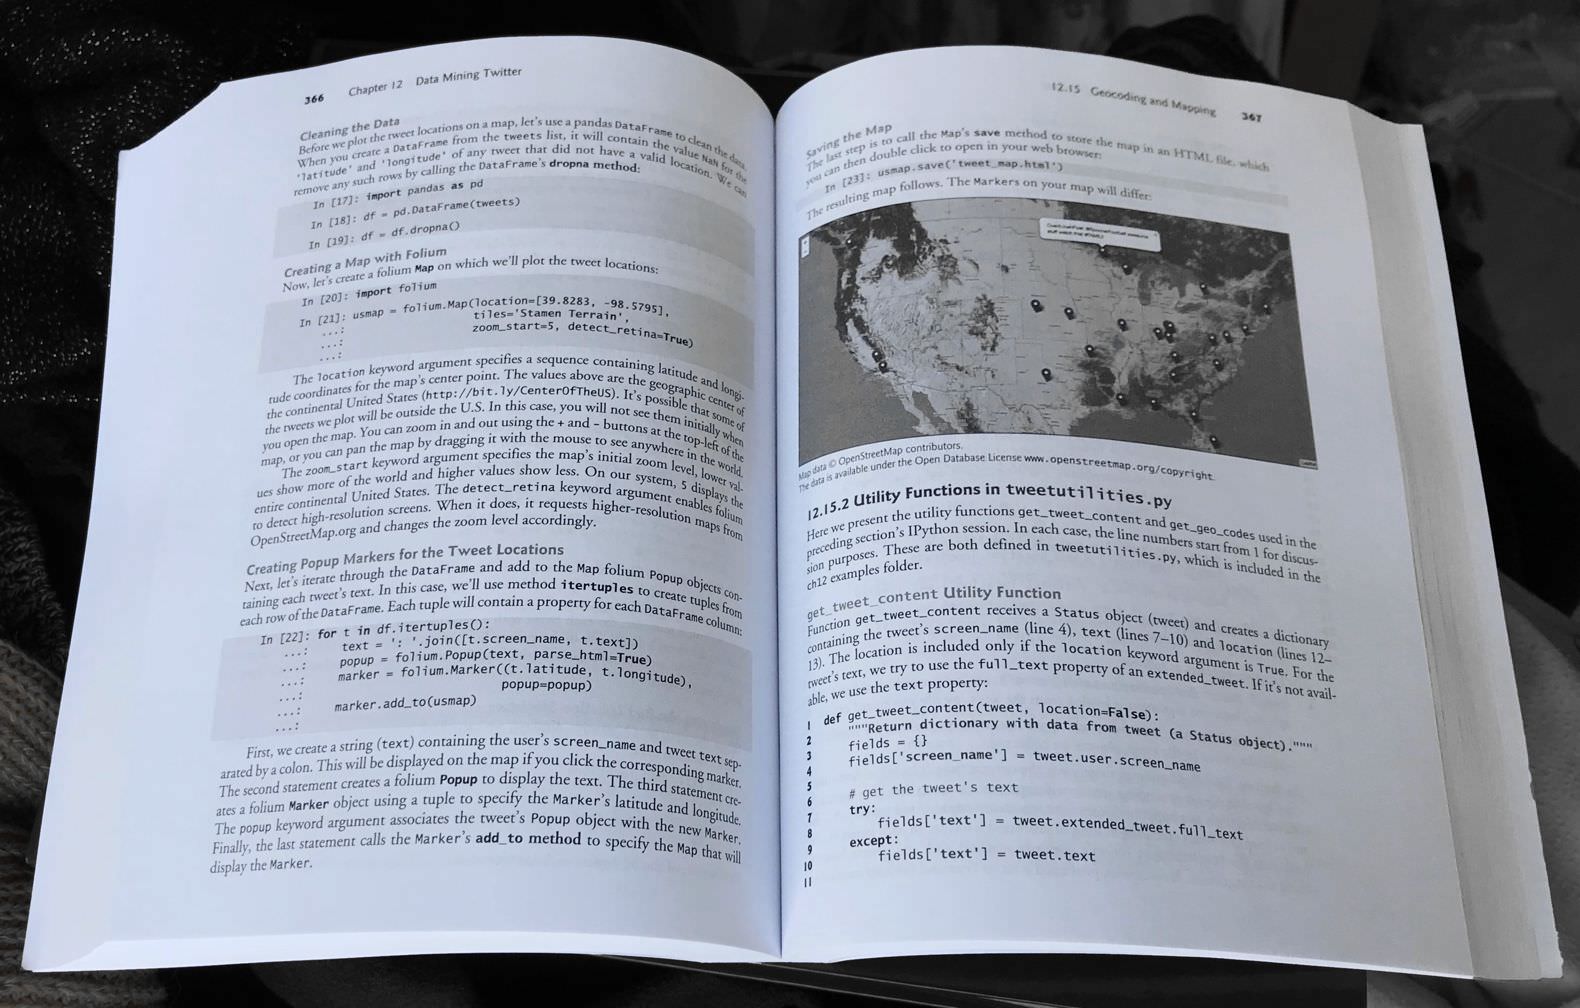 366 Chapter 12 Data Mining Twitter
Cleaning the Data
Before we plot the tweet locations on a map, let's use a pandas DataFrame to clean the data.
When you create a DataFrame from the tweets list, it will contain the value NaN for the
'latitude' and 'longitude' of any tweet that did not have a valid location. We can
remove any such rows by calling the DataFrame's dropna method:
In [17]: import pandas as pd
In [18]: df = pd.DataFrame(tweets)
In [19]: df = df.dropna()
Creating a Map with Folium
Now, let's create a folium Map on which we'll plot the tweet locations:
In [20]: import folium
In [21]: usmap = folium.Map(location=[39.8283, -98.5795],
...: tiles='Stamen Terrain',
...: zoom_start=5, detect_retina=True)
...:
The location keyword argument specifies a sequence containing latitude and longi-
tude coordinates for the map's center point. The values above are the geographic center of
the continental United States (http://bit.ly/CenterOfTheUS). It's possible that some of
the tweets we plot will be outside the U.S. In this case, you will not see them initially when
you open the map. You can zoom in and out using the + and – buttons at the top-left of the
map, or you can pan the map by dragging it with the mouse to see anywhere in the world.
The zoom_start keyword argument specifies the map's initial zoom level, lower val-
ues show more of the world and higher values show less. On our system, 5 displays the
entire continental United States. The detect_retina keyword argument enables folium
to detect high-resolution screens. When it does, it requests higher-resolution maps from
OpenStreetMap.org and changes the zoom level accordingly.
Creating Popup Markers for the Tweet Locations
Next, let's iterate through the DataFrame and add to the Map folium Popup objects con-
taining each tweet's text. In this case, we'll use method itertuples to create tuples from
each row of the DataFrame. Each tuple will contain a property for each DataFrame column:
In [22]: for t in df.itertuples():
...: text = ': '.join([t.screen_name, t.text])
...: popup = folium.Popup(text, parse_html=True)
...: marker = folium.Marker((t.latitude, t.longitude),
...: popup=popup)
...: marker.add_to(usmap)
...:
First, we create a string (text) containing the user's screen_name and tweet text sep-
arated by a colon. This will be displayed on the map if you click the corresponding marker.
The second statement creates a folium Popup to display the text. The third statement cre-
ates a folium Marker object using a tuple to specify the Marker's latitude and longitude.
The popup keyword argument associates the tweet's Popup object with the new Marker.
Finally, the last statement calls the Marker's add_to method to specify the Map that will
display the Marker.
12.15 Geocoding and Mapping 367
Saving the Map
The last step is to call the Map's save method to store the map in an HTML file, which
you can then double click to open in your web browser:
In [23]: usmap.save('tweet_map.html')
The resulting map follows. The Markers on your map will differ:
Map data © OpenStreetMap contributors.
The data is available under the Open Database License www.openstreetmap.org/copyright.
12.15.2 Utility Functions in tweetutilities.py
Here we present the utility functions get_tweet_content and get_geo_codes used in the
preceding section's IPython session. In each case, the line numbers start from 1 for discus-
sion purposes. These are both defined in tweetutilities.py, which is included in the
ch12 examples folder.
get_tweet_content Utility Function
Function get_tweet_content receives a Status object (tweet) and creates a dictionary
containing the tweet's screen_name (line 4), text (lines 7–10) and location (lines 12–
13). The location is included only if the location keyword argument is True. For the
tweet's text, we try to use the full_text property of an extended_tweet. If it's not avail-
able, we use the text property:
1 def get_tweet_content(tweet, location=False):
2 """Return dictionary with data from tweet (a Status object)."""
3 fields = {}
4 fields['screen_name'] = tweet.user.screen_name
5
6 # get the tweet's text
7 try:
8 fields['text'] = tweet.extended_tweet.full_text
9 except:
10 fields['text'] = tweet.text
11